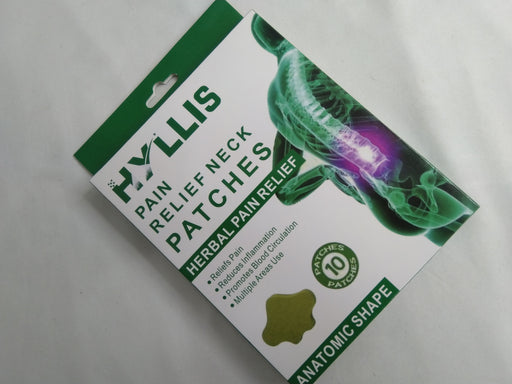 HYLLIS
PAIN
RELIEF NECK
PATCHES
HERBAL PAIN RELIEF
• Reliefs Pain
• Reduces Inflammation
• Promotes Blood Circulation
• Multiple Areas Use
PATCHES
10
PATCHES
ANATOMIC SHAPE